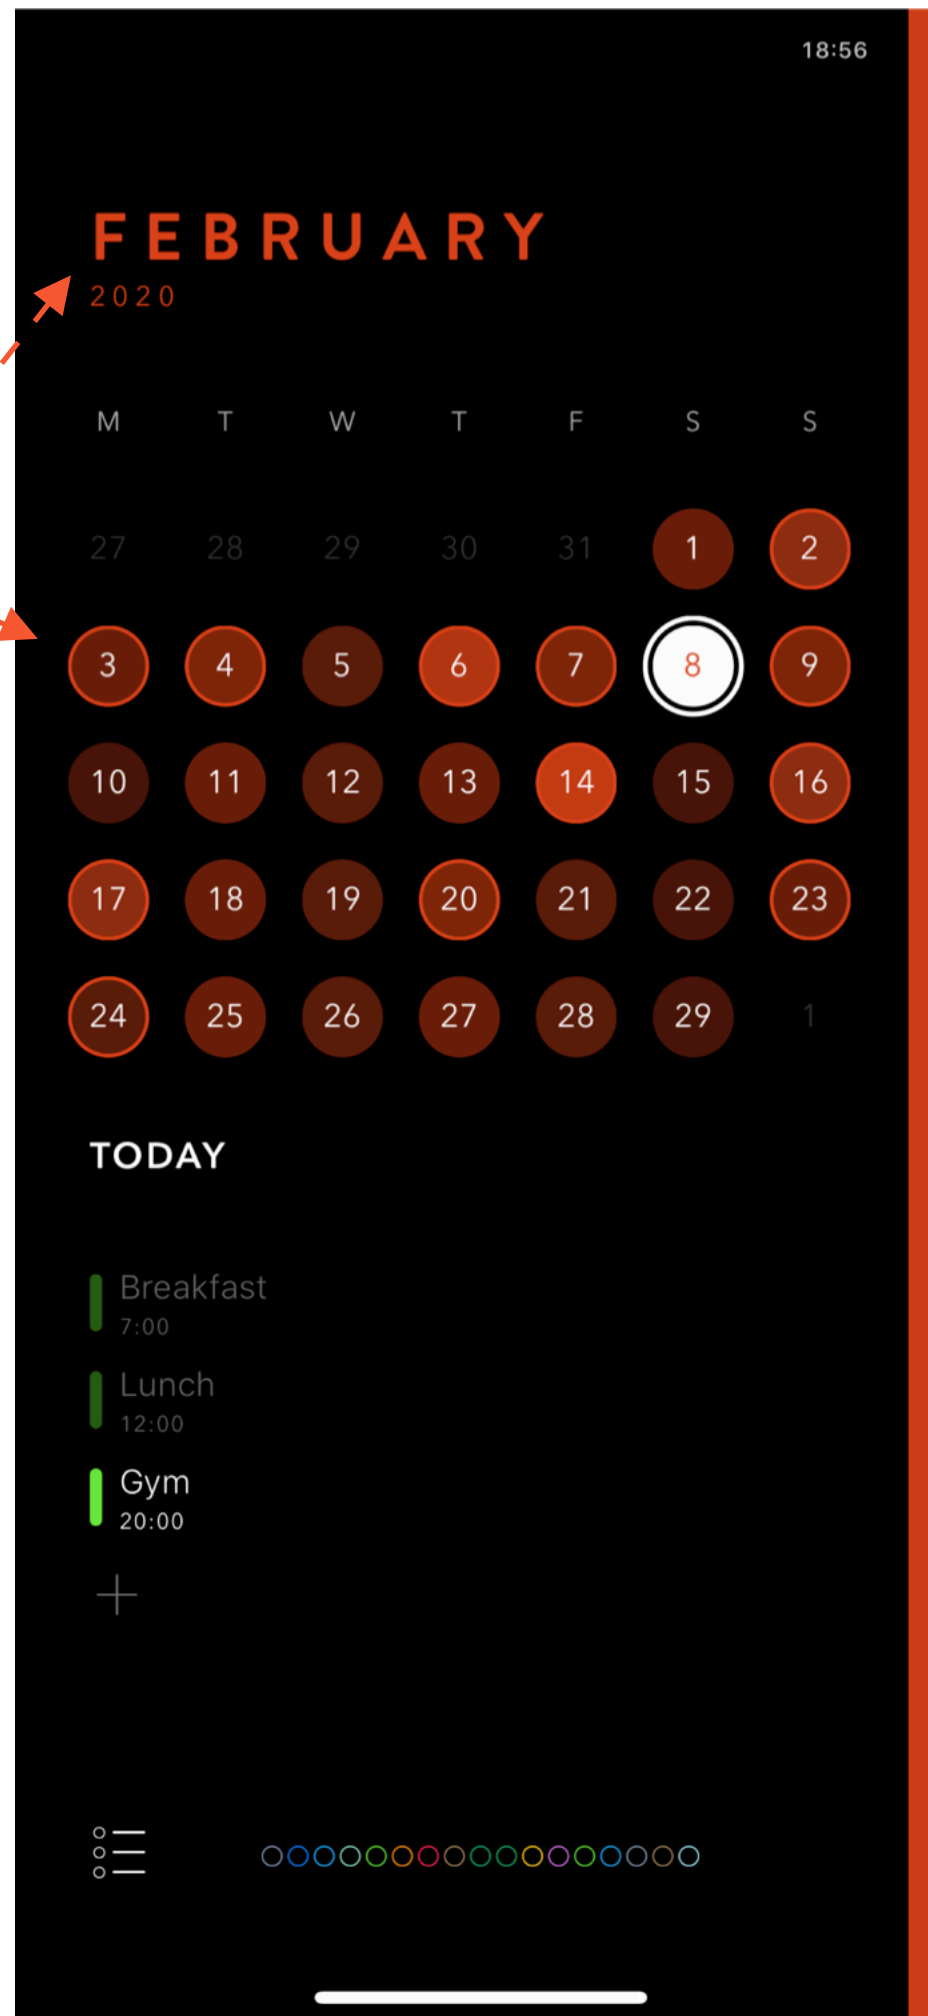 18:56
FEBRUARY
2020
M T W T F S S
27 28 29 30 31 1 2
3 4 5 6 7 8 9
10 11 12 13 14 15 16
17 18 19 20 21 22 23
24 25 26 27 28 29 1
TODAY
Breakfast
7:00
Lunch
12:00
Gym
20:00